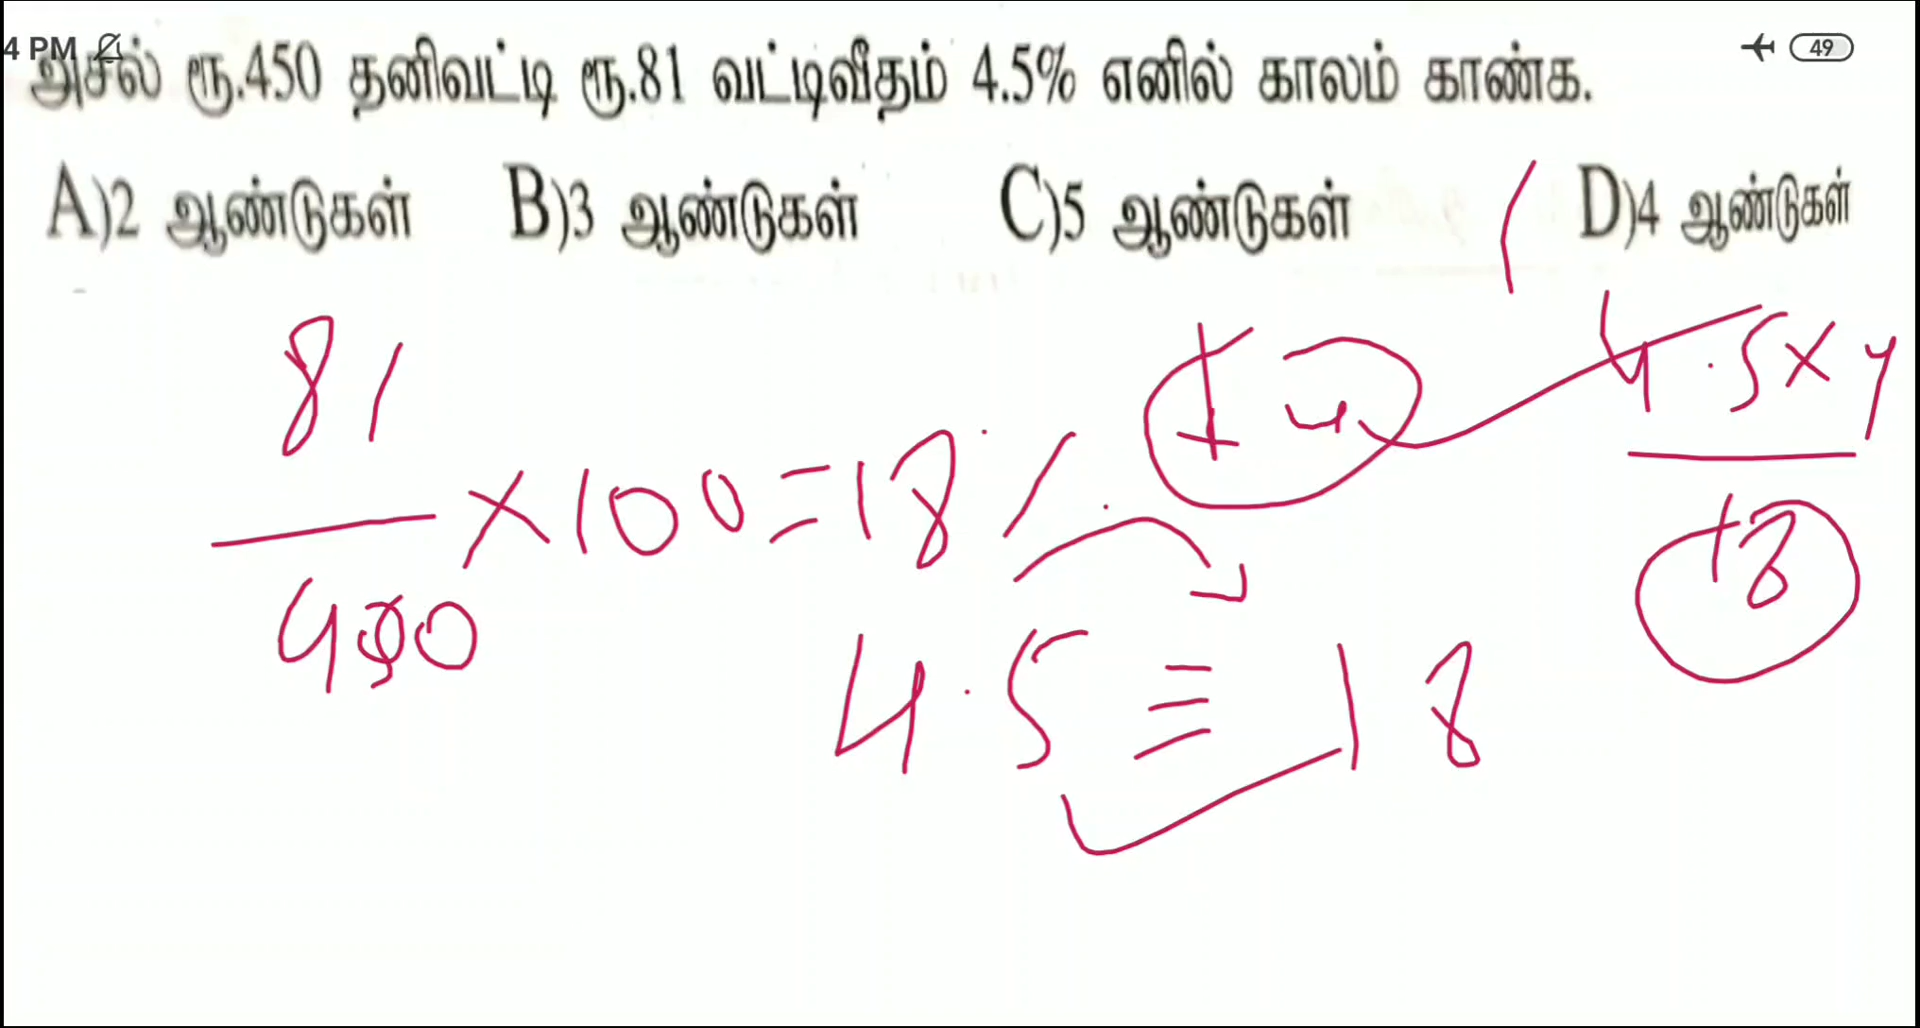 4 PM 49
அசல் ரூ.450 தனிவட்டி ரூ.81 வட்டிவீதம் 4.5% எனில் காலம் காண்க.
A)2 ஆண்டுகள் B)3 ஆண்டுகள் C)5 ஆண்டுகள் D)4 ஆண்டுகள்
81
4.5×4
×100=18%
18
450
4.5 ≡ 18